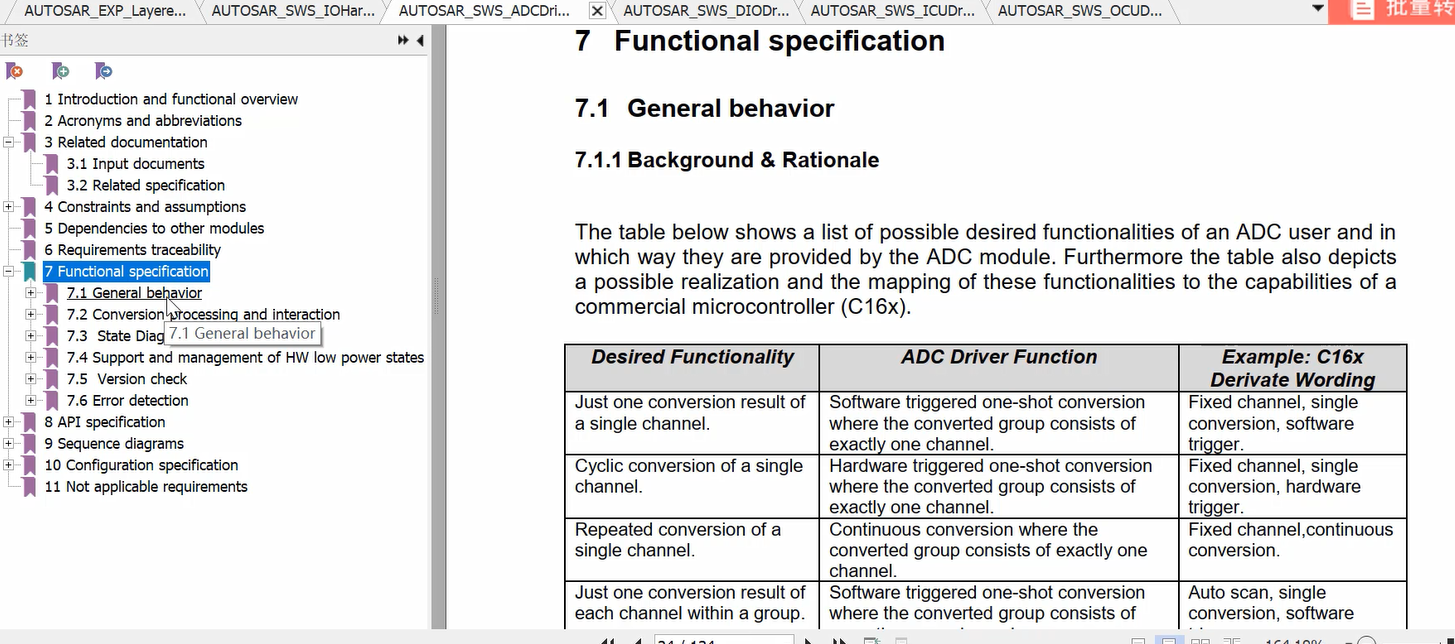 AUTOSAR_EXP_Layere...
AUTOSAR_SWS_IOHar...
AUTOSAR_SWS_ADCDri...
AUTOSAR_SWS_DIODr...
AUTOSAR_SWS_ICUDr...
AUTOSAR_SWS_OCUD...
批量转
书签
1 Introduction and functional overview
2 Acronyms and abbreviations
3 Related documentation
3.1 Input documents
3.2 Related specification
4 Constraints and assumptions
5 Dependencies to other modules
6 Requirements traceability
7 Functional specification
7.1 General behavior
7.2 Conversion processing and interaction
7.3 State Diag
7.1 General behavior
7.4 Support and management of HW low power states
7.5 Version check
7.6 Error detection
8 API specification
9 Sequence diagrams
10 Configuration specification
11 Not applicable requirements
7 Functional specification
7.1 General behavior
7.1.1 Background & Rationale
The table below shows a list of possible desired functionalities of an ADC user and in
which way they are provided by the ADC module. Furthermore the table also depicts
a possible realization and the mapping of these functionalities to the capabilities of a
commercial microcontroller (C16x).
Desired Functionality
ADC Driver Function
Example: C16x
Derivate Wording
Just one conversion result of
a single channel.
Software triggered one-shot conversion
where the converted group consists of
exactly one channel.
Fixed channel, single
conversion, software
trigger.
Cyclic conversion of a single
channel.
Hardware triggered one-shot conversion
where the converted group consists of
exactly one channel.
Fixed channel, single
conversion, hardware
trigger.
Repeated conversion of a
single channel.
Continuous conversion where the
converted group consists of exactly one
channel.
Fixed channel,continuous
conversion.
Just one conversion result of
each channel within a group.
Software triggered one-shot conversion
where the converted group consists of
Auto scan, single
conversion, software